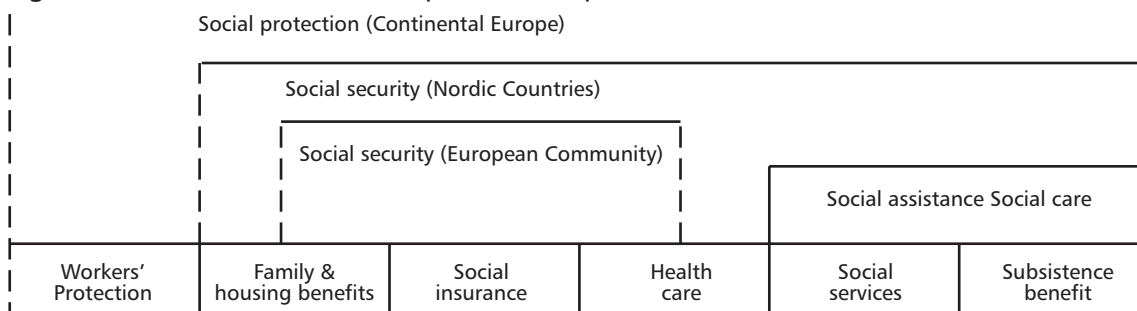 Social protection (Continental Europe)
Social security (Nordic Countries)
Social security (European Community)
Social assistance Social care
Workers'
Protection
Family &
housing benefits
Social
insurance
Health
care
Social
services
Subsistence
benefit